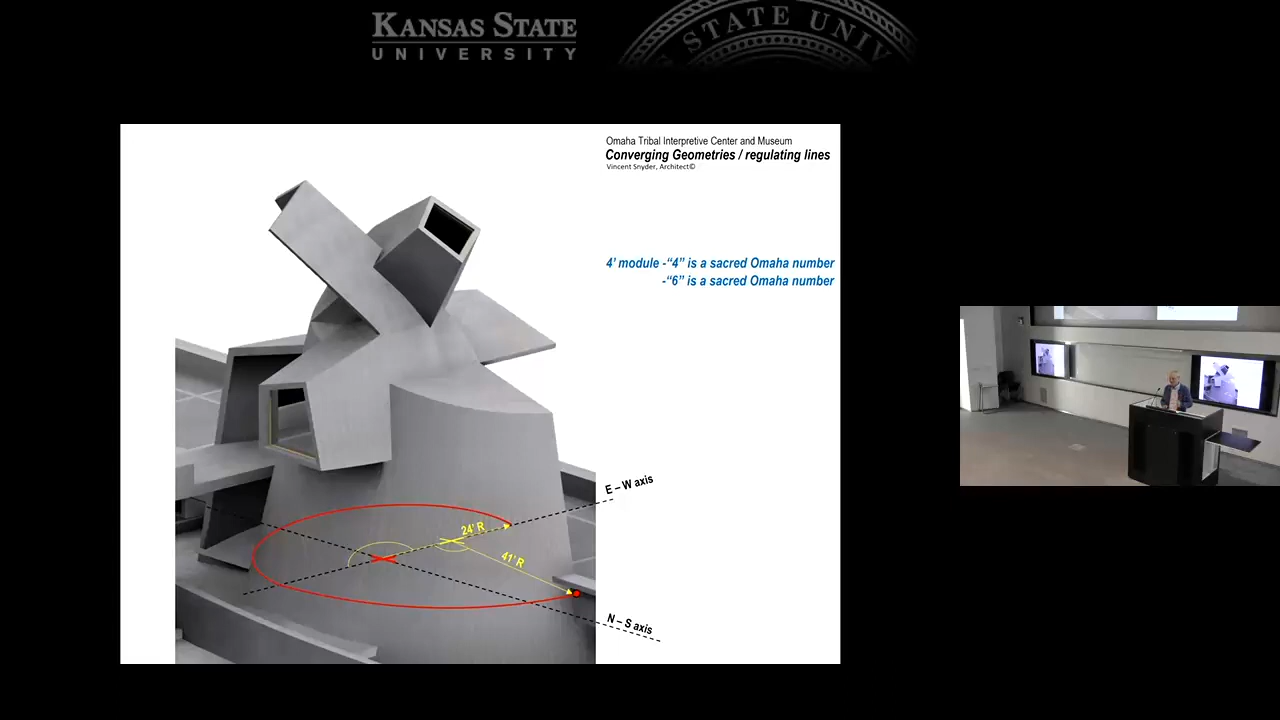 KANSAS STATE
UNIVERSITY
STATE UNIV
Omaha Tribal Interpretive Center and Museum
Converging Geometries / regulating lines
Vincent Snyder, Architect©
4' module -“4” is a sacred Omaha number
-“6” is a sacred Omaha number
E – W axis
24' R
41' R
N – S axis